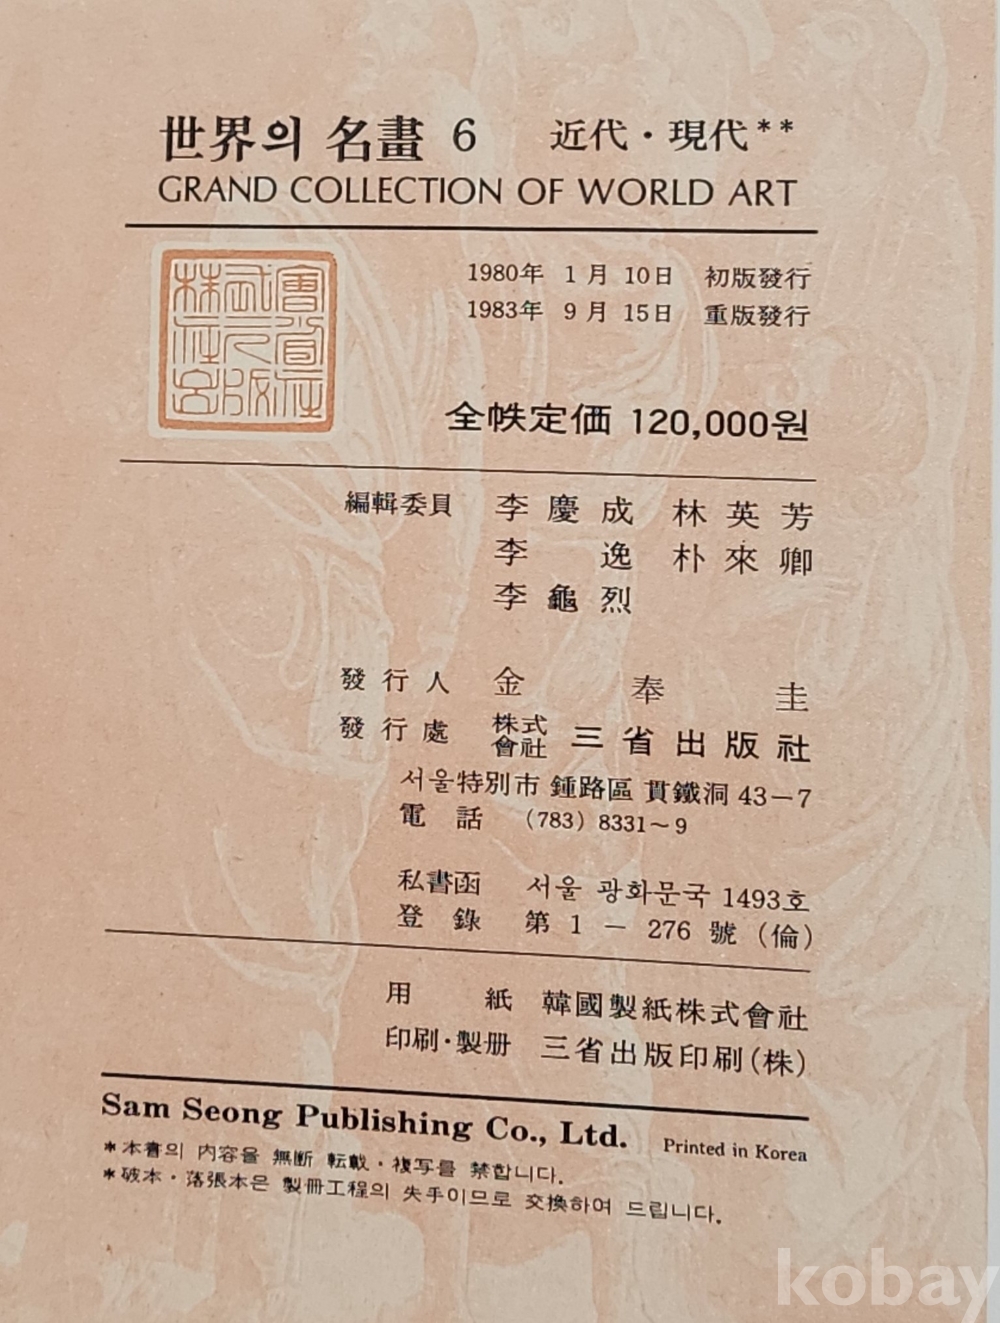 世界의 名畫 6 近代·現代**
GRAND COLLECTION OF WORLD ART
1980年 1月 10日 初版發行
1983年 9月 15日 重版發行
全帙定価 120,000원
編輯委員 李慶成 林英芳
李逸 朴來卿
李龜烈
發行人 金奉圭
發行處 株式會社 三省出版社
서울特別市 鍾路區 貫鐵洞 43－7
電話 (783) 8331～9
私書函 서울 광화문국 1493호
登錄 第1－276號 (倫)
用紙 韓國製紙株式會社
印刷·製册 三省出版印刷(株)
Sam Seong Publishing Co., Ltd. Printed in Korea
*本書의 内容을 無断 転載·複写를 禁합니다.
*破本·落張本은 製冊工程의 失手이므로 交換하여 드립니다.
kobay